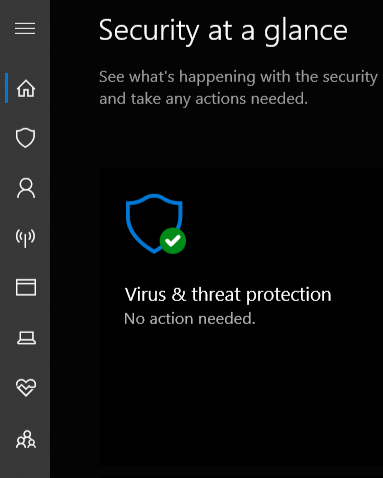 Security at a glance
See what's happening with the security
and take any actions needed.
Virus & threat protection
No action needed.